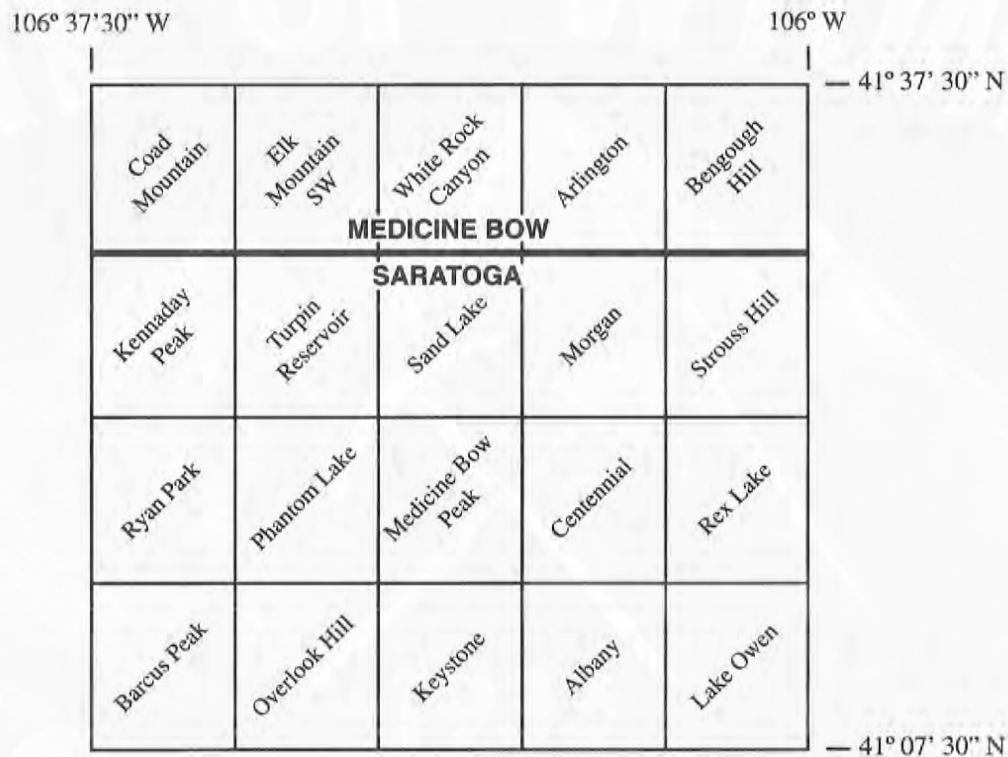 106° 37'30" W
106° W
41° 37' 30" N
Coad
Mountain
Elk
Mountain
SW
White Rock
Canyon
Arlington
Bengough
Hill
MEDICINE BOW
SARATOGA
Kennaday
Peak
Turpin
Reservoir
Sand Lake
Morgan
Strouss Hill
Ryan Park
Phantom Lake
Medicine Bow
Peak
Centennial
Rex Lake
Barcus Peak
Overlook Hill
Keystone
Albany
Lake Owen
41° 07' 30" N